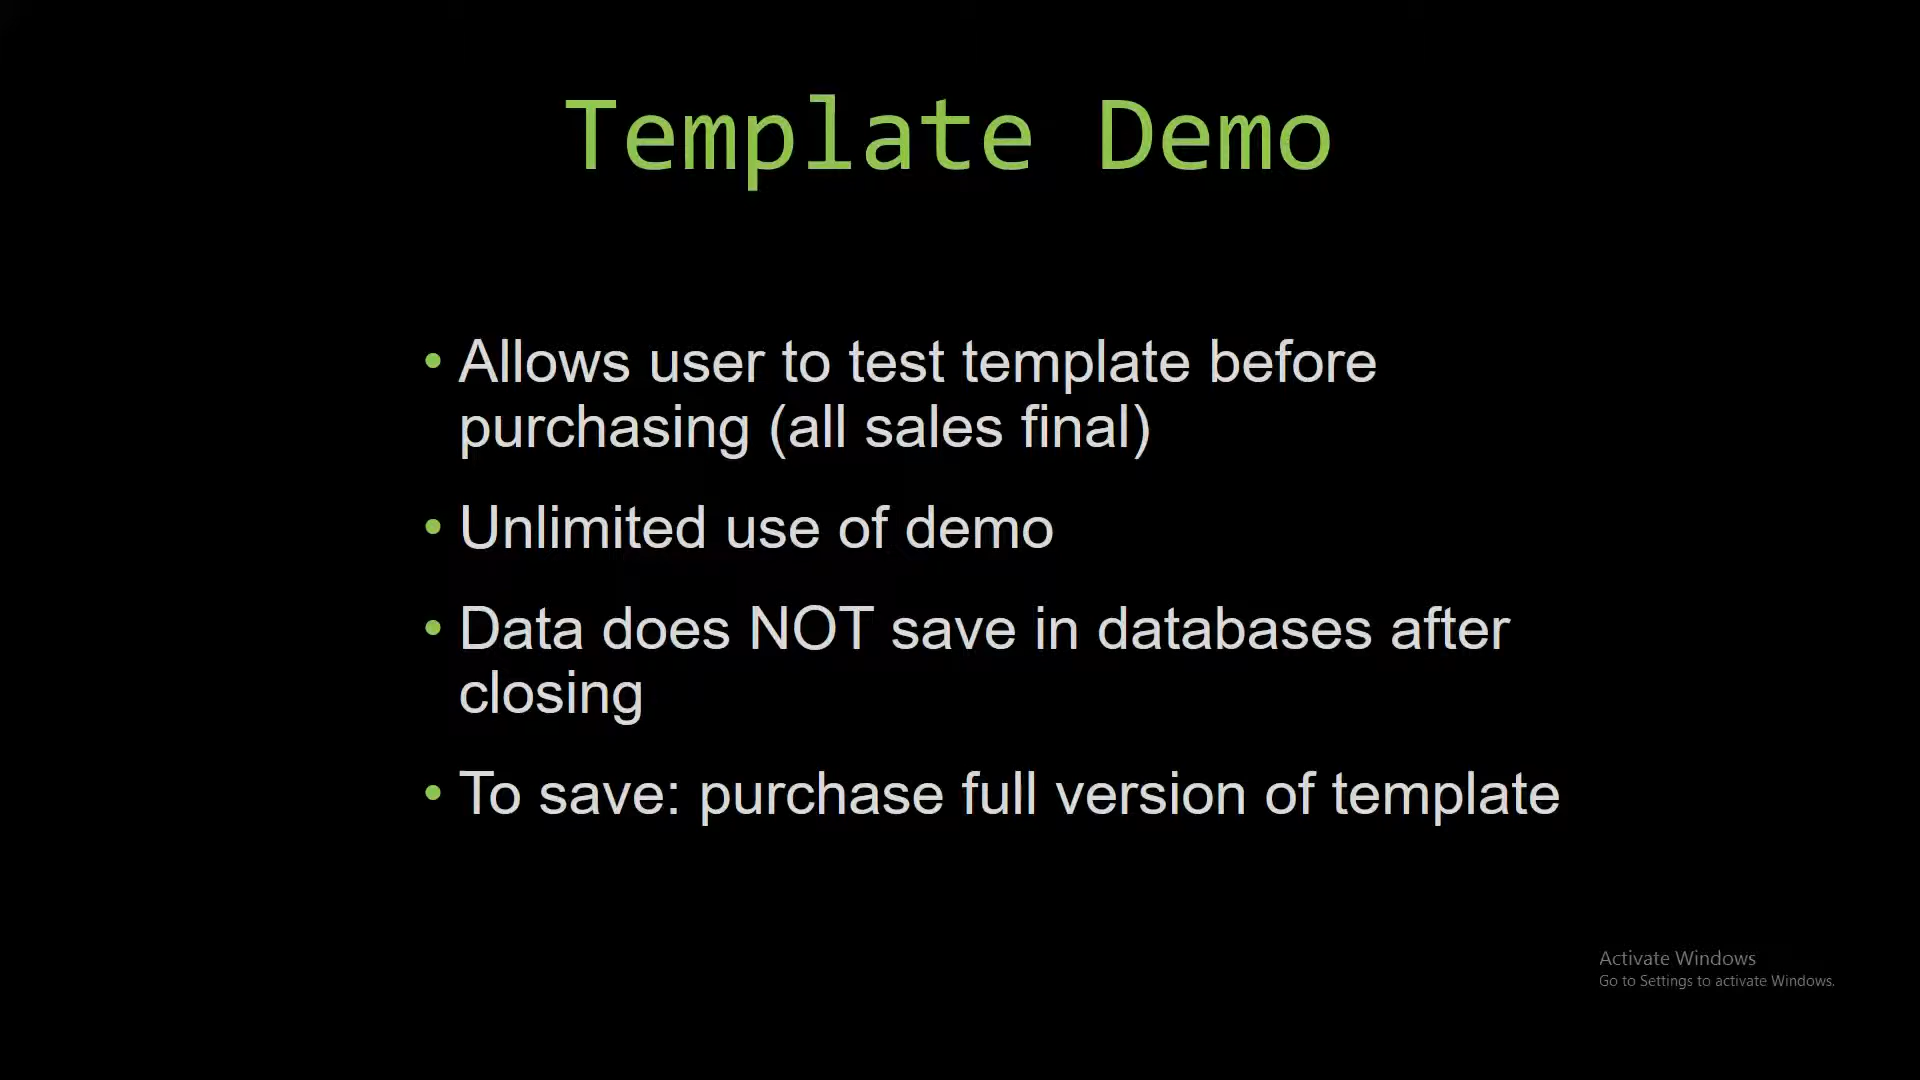 Template Demo
• Allows user to test template before
purchasing (all sales final)
• Unlimited use of demo
• Data does NOT save in databases after
closing
• To save: purchase full version of template
Activate Windows
Go to Settings to activate Windows.